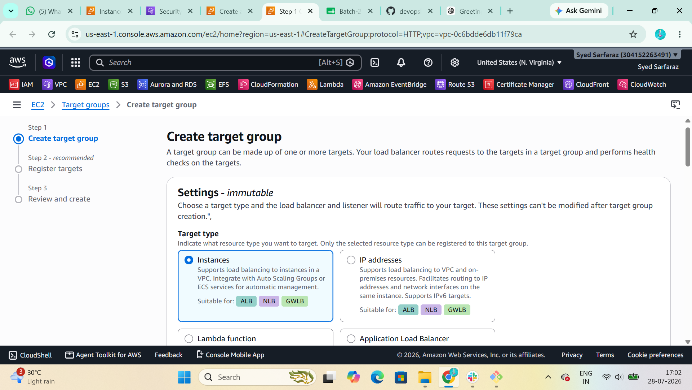 (5) Wha
Instanc
Securit
Create
Step 1
Batch-2
devops
Greetin
Ask Gemini
us-east-1.console.aws.amazon.com/ec2/home?region=us-east-1#CreateTargetGroup:protocol=HTTP;vpc=vpc-0c6bdde6db11f79ca
aws
Search
[Alt+S]
United States (N. Virginia)
Syed Sarfaraz (304152263491)
Syed Sarfaraz
IAM
VPC
EC2
S3
Aurora and RDS
EFS
CloudFormation
Lambda
Amazon EventBridge
Route 53
Certificate Manager
CloudFront
CloudWatch
EC2
Target groups
Create target group
Step 1
Create target group
Step 2 - recommended
Register targets
Step 3
Review and create
Create target group
A target group can be made up of one or more targets. Your load balancer routes requests to the targets in a target group and performs health
checks on the targets.
Settings - immutable
Choose a target type and the load balancer and listener will route traffic to your target. These settings can't be modified after target group
creation.",
Target type
Indicate what resource type you want to target. Only the selected resource type can be registered to this target group.
Instances
Supports load balancing to instances in a
VPC. Integrate with Auto Scaling Groups or
ECS services for automatic management.
Suitable for: ALB NLB GWLB
IP addresses
Supports load balancing to VPC and on-
premises resources. Facilitates routing to IP
addresses and network interfaces on the
same instance. Supports IPv6 targets.
Suitable for: ALB NLB GWLB
Lambda function
Application Load Balancer
CloudShell
Agent Toolkit for AWS
Feedback
Console Mobile App
© 2026, Amazon Web Services, Inc. or its affiliates.
Privacy
Terms
Cookie preferences
3
30°C
Light rain
Search
ENG
IN
17:02
28-07-2026